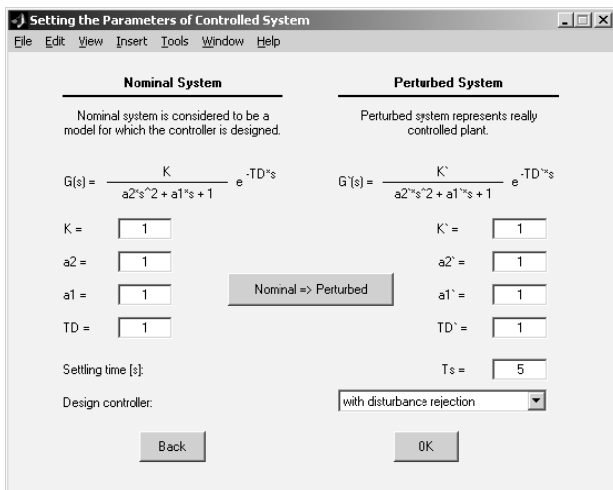 Setting the Parameters of Controlled System
File Edit View Insert Tools Window Help
Nominal System
Nominal system is considered to be a
model for which the controller is designed.
G(s) = K / a2*s^2 + a1*s + 1 e^-TD*s
K = 1
a2 = 1
a1 = 1
TD = 1
Nominal => Perturbed
Perturbed System
Perturbed system represents really
controlled plant.
G`(s) = K` / a2`*s^2 + a1`*s + 1 e^-TD`*s
K` = 1
a2` = 1
a1` = 1
TD` = 1
Settling time [s]: Ts = 5
Design controller: with disturbance rejection
Back OK